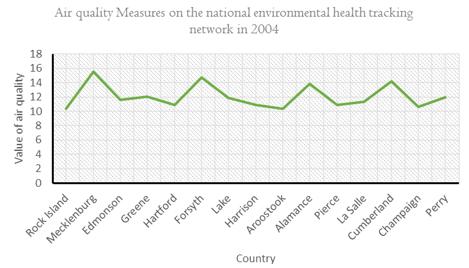 Air quality Measures on the national environmental health tracking
network in 2004
18
16
14
12
10
8
6
4
2
0
Value of air quality
Rock Island
Mecklenburg
Edmonson
Greene
Hartford
Forsyth
Lake
Harrison
Aroostook
Alamance
Pierce
La Salle
Cumberland
Champaign
Perry
Country